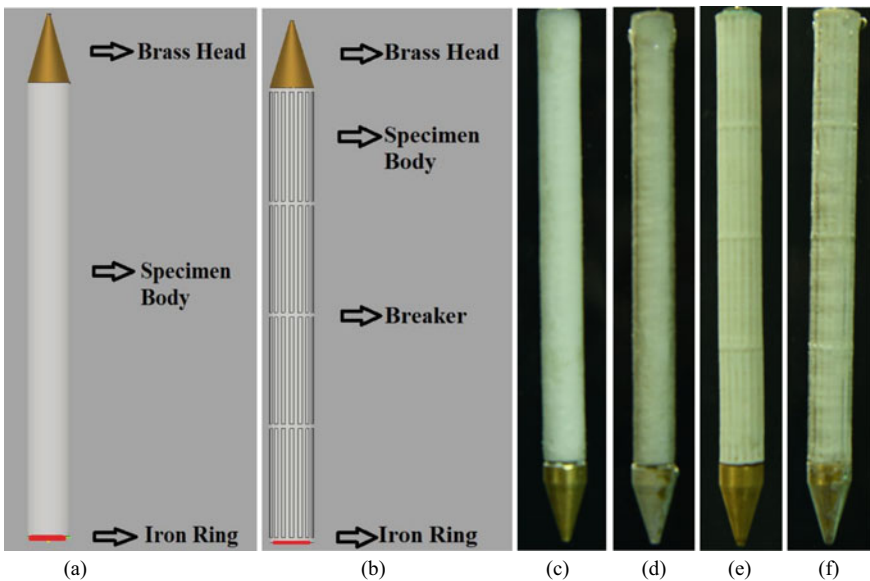 Brass Head
Specimen
Body
Iron Ring
Brass Head
Specimen
Body
Breaker
Iron Ring
(a)
(b)
(c)
(d)
(e)
(f)